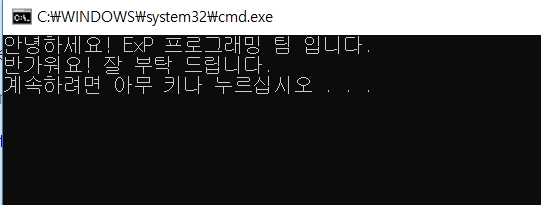 C:₩WINDOWS₩system32₩cmd.exe
안녕하세요! ExP 프로그래밍 팀 입니다.
반가워요! 잘 부탁 드립니다.
계속하려면 아무 키나 누르십시오 . . .